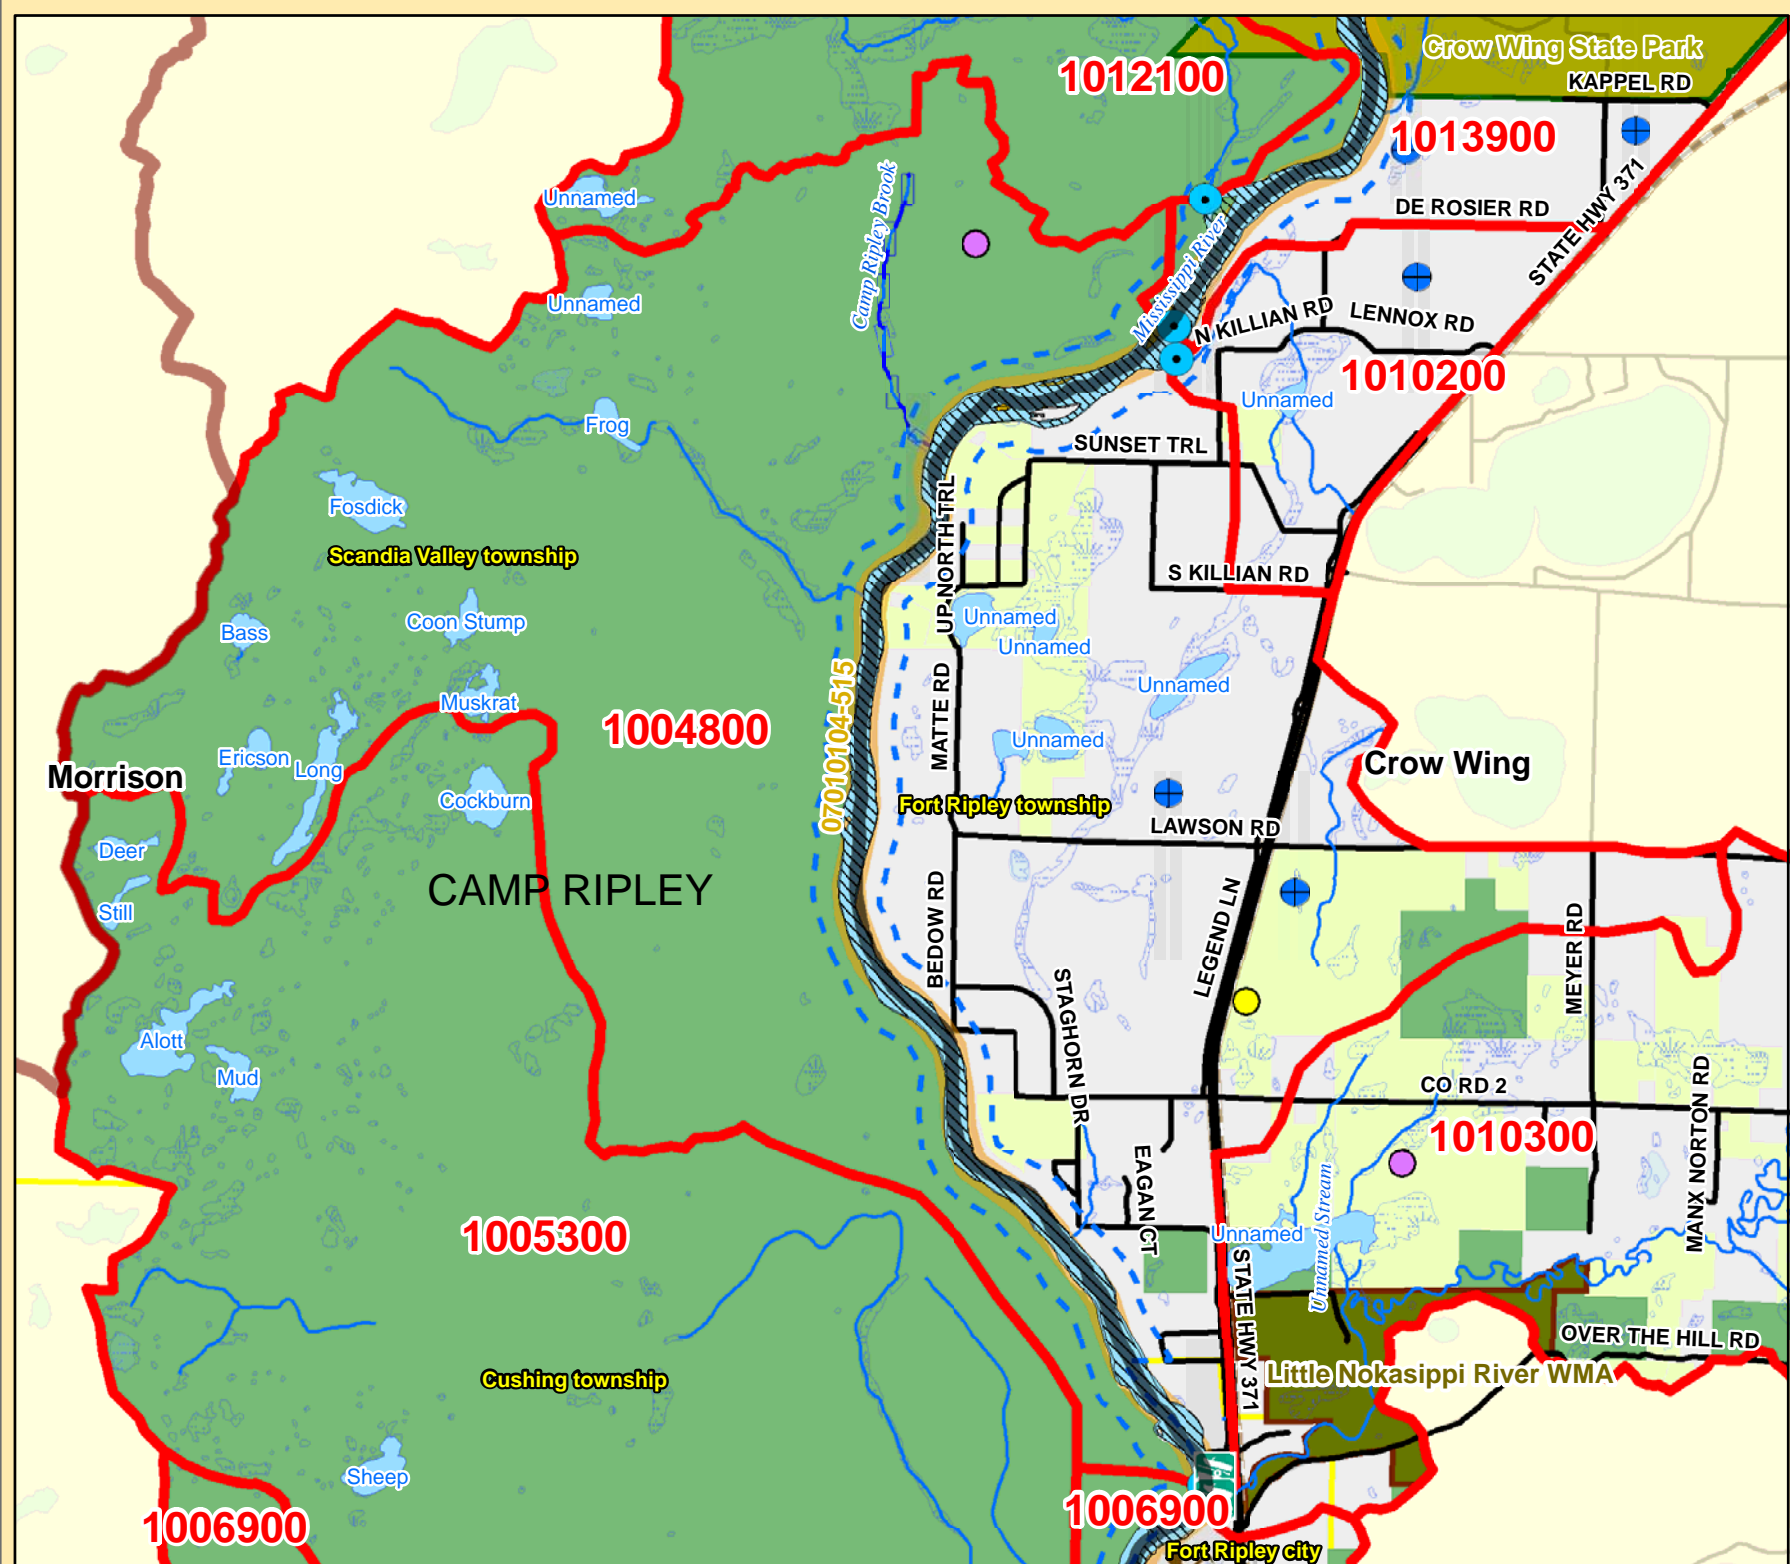 Crow Wing State Park
1012100
KAPPEL RD
1013900
Unnamed
Camp Ripley Brook
STATE HWY 371
DE ROSIER RD
Mississippi River
Unnamed
N KILLIAN RD
LENNOX RD
1010200
Unnamed
Frog
SUNSET TRL
Fosdick
UP NORTH TRL
Scandia Valley township
S KILLIAN RD
Coon Stump
Unnamed
Bass
Unnamed
07010104-515
Unnamed
Muskrat
MATTE RD
1004800
Unnamed
Ericson
Long
Morrison
Crow Wing
Cockburn
Fort Ripley township
LAWSON RD
Deer
CAMP RIPLEY
Still
BEDOW RD
LEGEND LN
MEYER RD
STAGHORN DR
Alott
Mud
CO RD 2
MANX NORTON RD
1010300
EAGAN CT
1005300
Unnamed
Unnamed Stream
STATE HWY 371
OVER THE HILL RD
Cushing township
Little Nokasippi River WMA
Sheep
1006900
1006900
Fort Ripley city